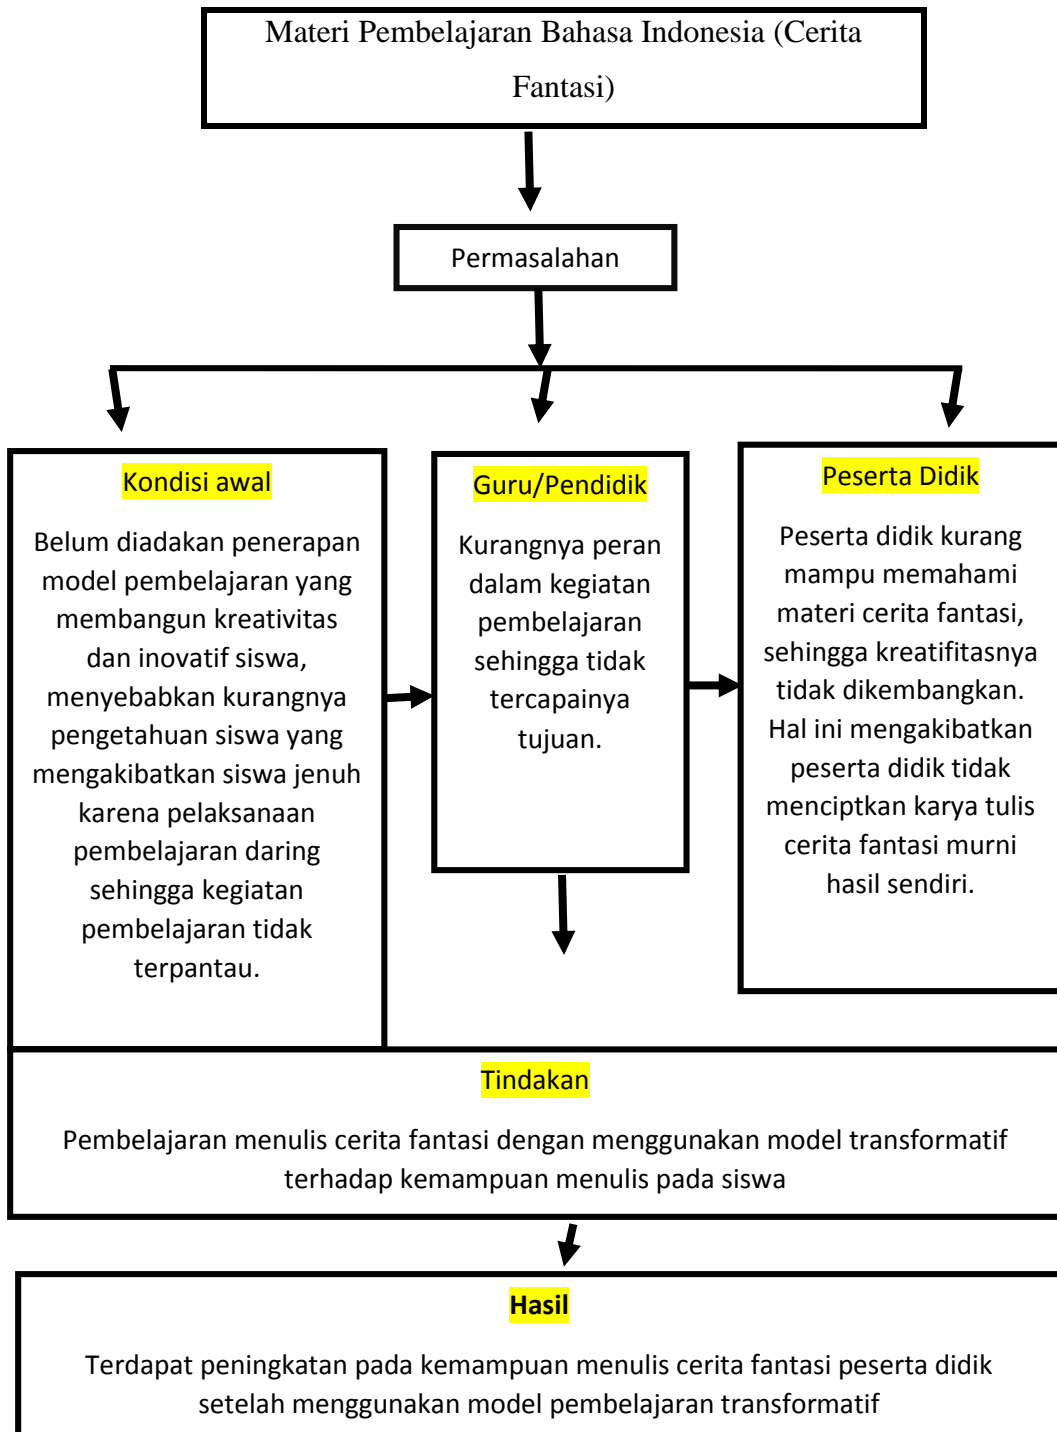 Materi Pembelajaran Bahasa Indonesia (Cerita
Fantasi)
Permasalahan
Kondisi awal
Belum diadakan penerapan
model pembelajaran yang
membangun kreativitas
dan inovatif siswa,
menyebabkan kurangnya
pengetahuan siswa yang
mengakibatkan siswa jenuh
karena pelaksanaan
pembelajaran daring
sehingga kegiatan
pembelajaran tidak
terpantau.
Guru/Pendidik
Kurangnya peran
dalam kegiatan
pembelajaran
sehingga tidak
tercapainya
tujuan.
Peserta Didik
Peserta didik kurang
mampu memahami
materi cerita fantasi,
sehingga kreatifitasnya
tidak dikembangkan.
Hal ini mengakibatkan
peserta didik tidak
menciptkan karya tulis
cerita fantasi murni
hasil sendiri.
Tindakan
Pembelajaran menulis cerita fantasi dengan menggunakan model transformatif
terhadap kemampuan menulis pada siswa
Hasil
Terdapat peningkatan pada kemampuan menulis cerita fantasi peserta didik
setelah menggunakan model pembelajaran transformatif